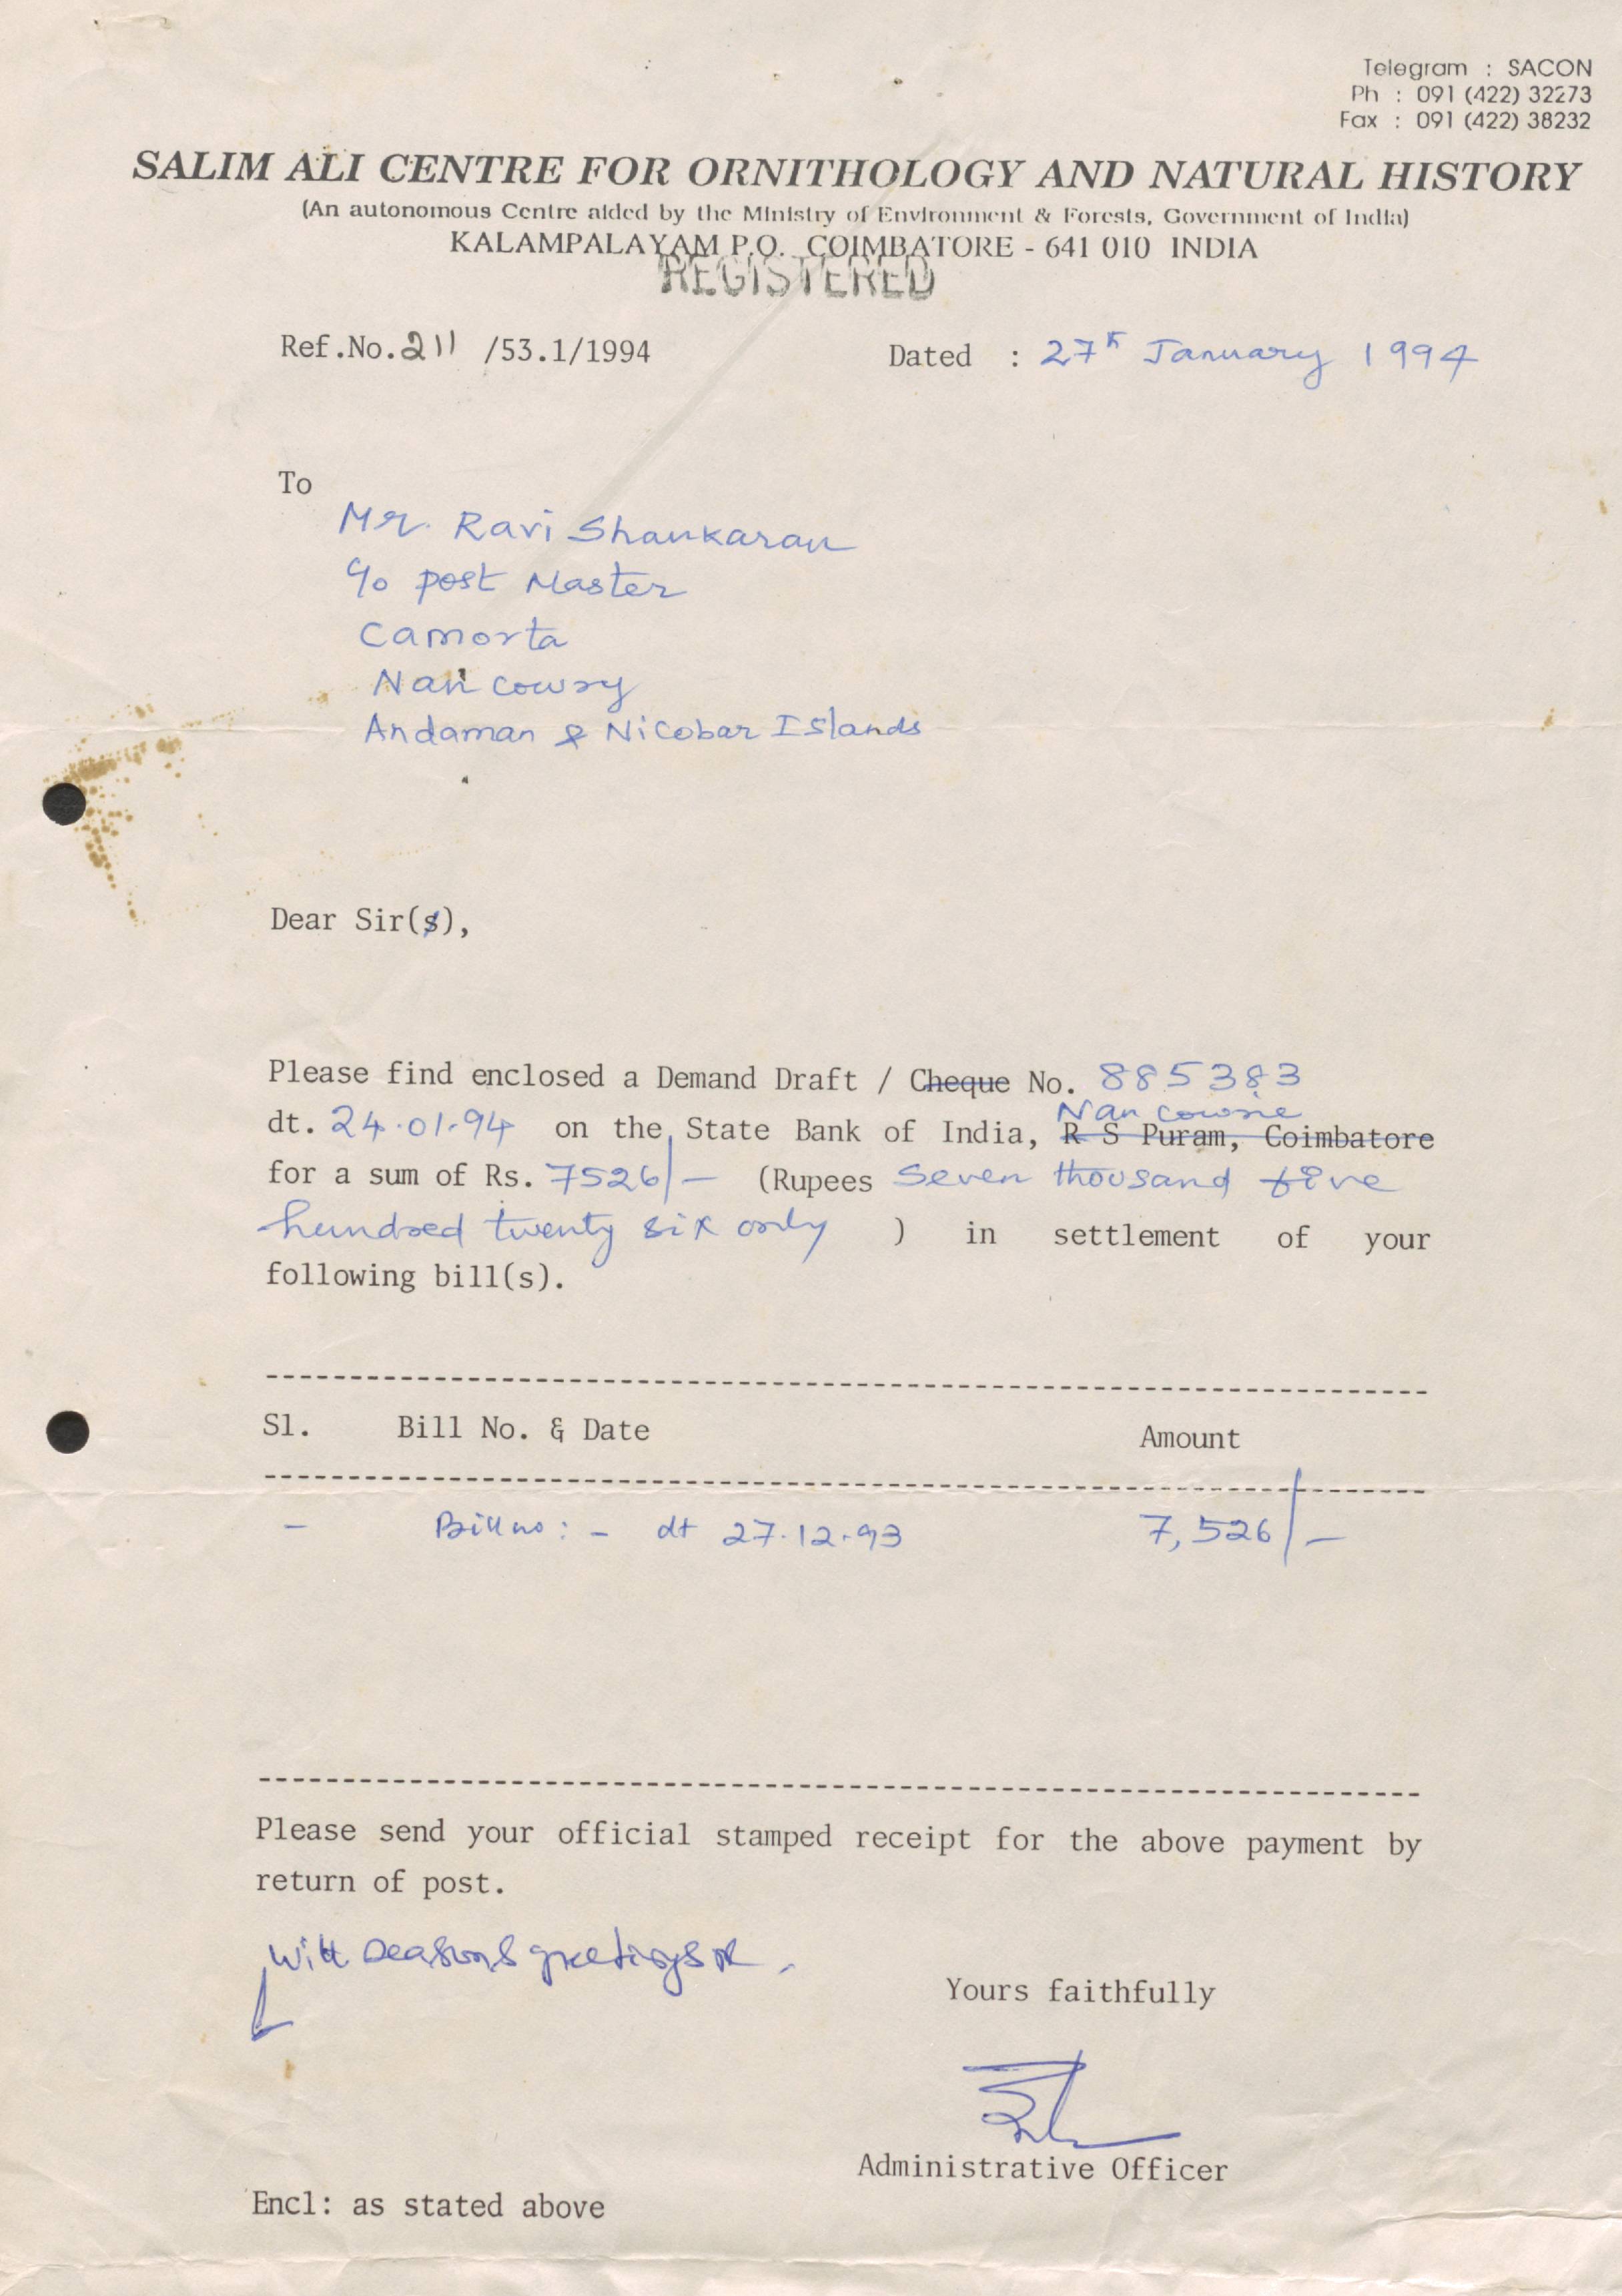 Telegram : SACON
Ph : 091 (422) 32273
Fax : 091 (422) 38232
SALIM ALI CENTRE FOR ORNITHOLOGY AND NATURAL HISTORY
(An autonomous Centre aided by the Ministry of Environment & Forests, Government of India)
KALAMPALAYAM P.O. COIMBATORE - 641 010 INDIA
REGISTERED
Ref.No. 211 /53.1/1994
Dated : 27th January 1994
To
Mr. Ravi Shankaran
c/o post Master
Camorta
Nan cowry
Andaman & Nicobar Islands
Dear Sir(s),
Please find enclosed a Demand Draft / Cheque No. 885383
Nan cowrie
dt. 24.01.94 on the State Bank of India, R S Puram, Coimbatore
for a sum of Rs. 7526/- (Rupees Seven thousand five
hundred twenty six only ) in settlement of your
following bill(s).
Sl. Bill No. & Date Amount
- Bill no: - dt 27.12.93 7,526/-
Please send your official stamped receipt for the above payment by
return of post.
With Seasons greetings
Yours faithfully
Administrative Officer
Encl: as stated above